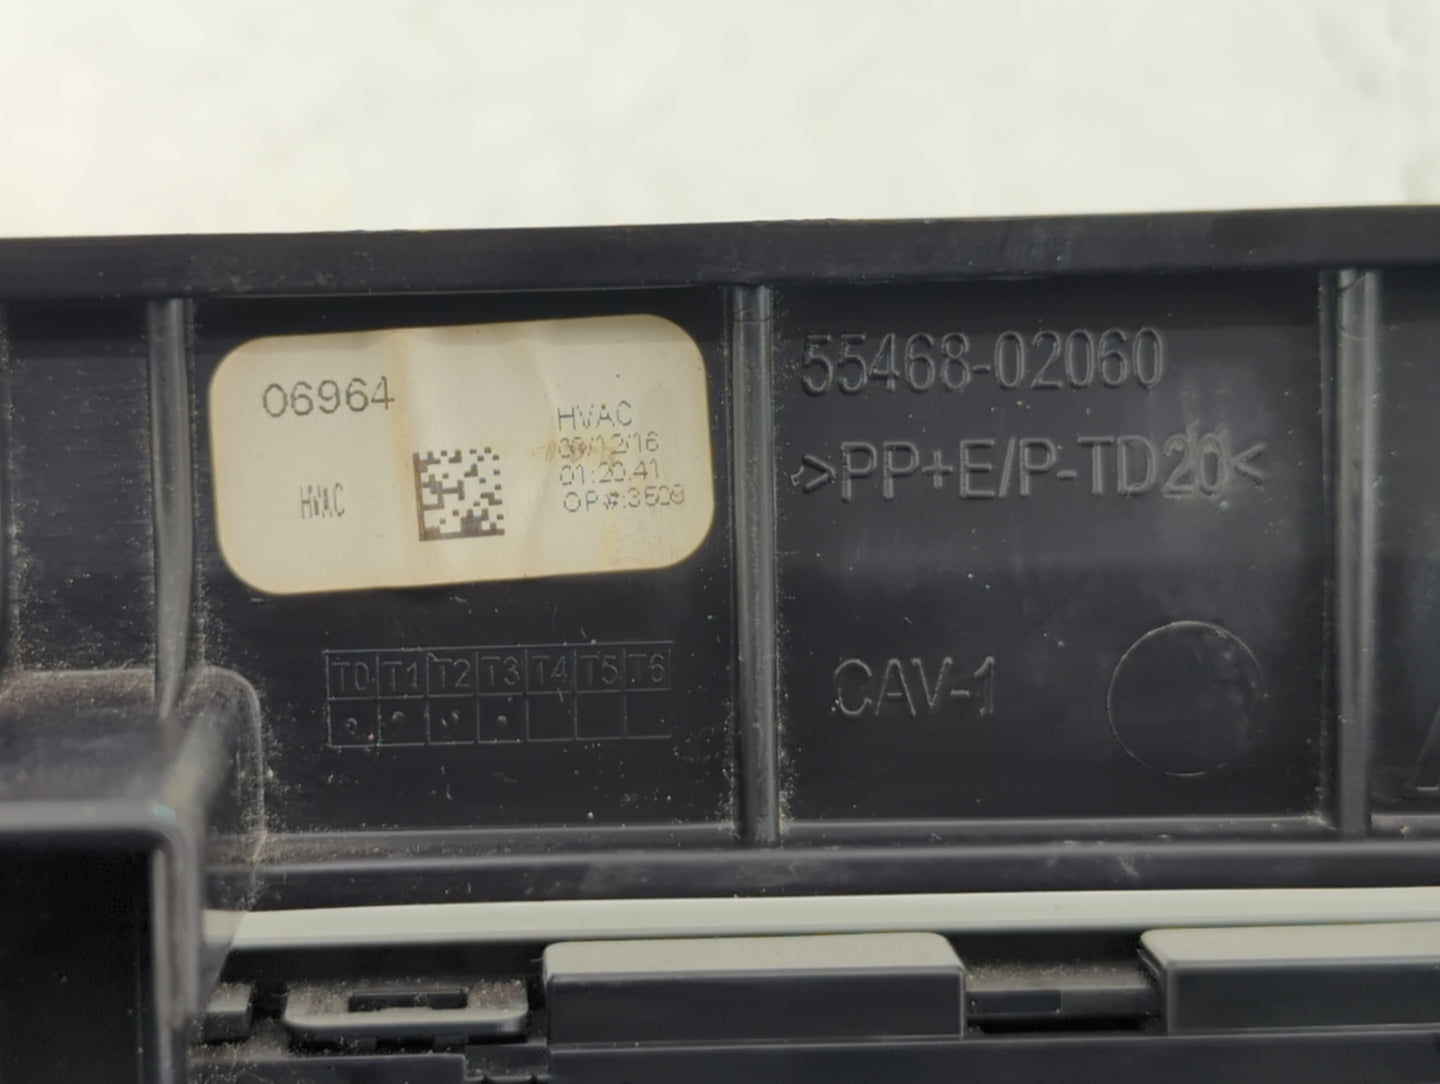 06964
HVAC
HVAC
01:20:41
55468-02060
>PP+E/P-TD20<
T0 T1 T2 T3 T4 T5 T6
CAV-1